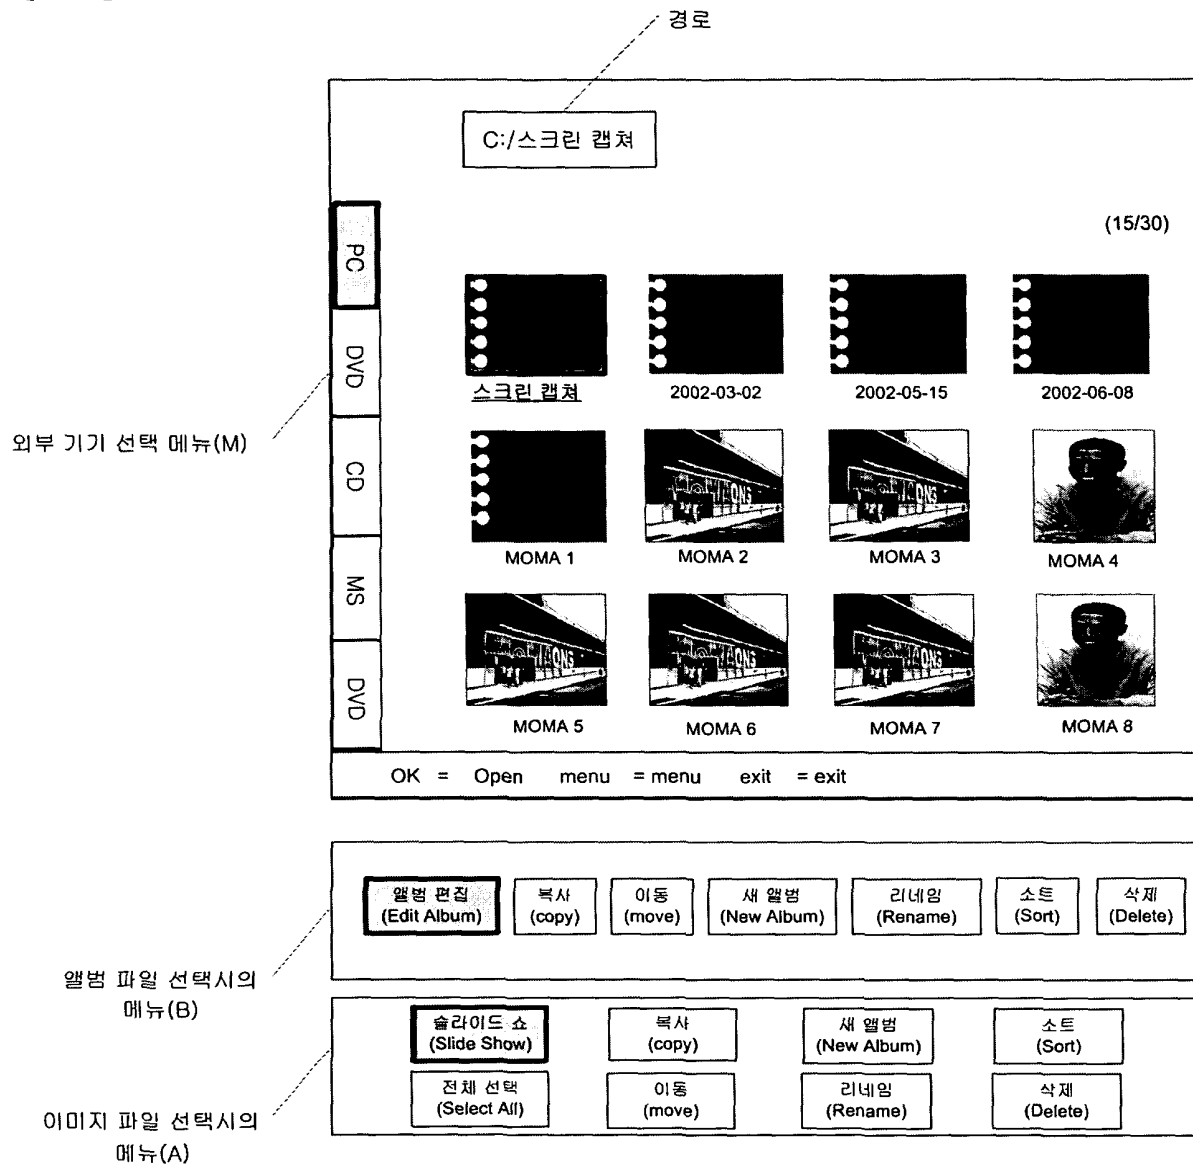 경로
C:/스크린 캡쳐
(15/30)
PC
DVD
CD
MS
DVD
외부 기기 선택 메뉴(M)
스크린 캡쳐
2002-03-02
2002-05-15
2002-06-08
MOMA 1
MOMA 2
MOMA 3
MOMA 4
MOMA 5
MOMA 6
MOMA 7
MOMA 8
OK = Open menu = menu exit = exit
앨범 편집
(Edit Album)
복사
(copy)
이동
(move)
새 앨범
(New Album)
리네임
(Rename)
소트
(Sort)
삭제
(Delete)
앨범 파일 선택시의
메뉴(B)
슬라이드 쇼
(Slide Show)
복사
(copy)
새 앨범
(New Album)
소트
(Sort)
전체 선택
(Select All)
이동
(move)
리네임
(Rename)
삭제
(Delete)
이미지 파일 선택시의
메뉴(A)